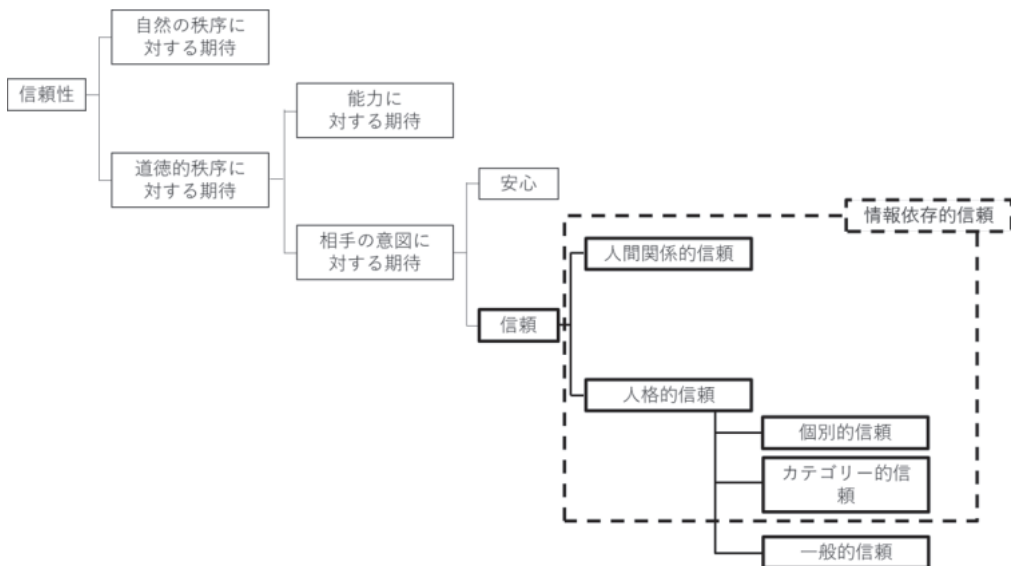 自然の秩序に
対する期待
信頼性
能力に
対する期待
道徳的秩序に
対する期待
安心
情報依存的信頼
相手の意図に
対する期待
人間関係的信頼
信頼
人格的信頼
個別的信頼
カテゴリー的信
頼
一般的信頼